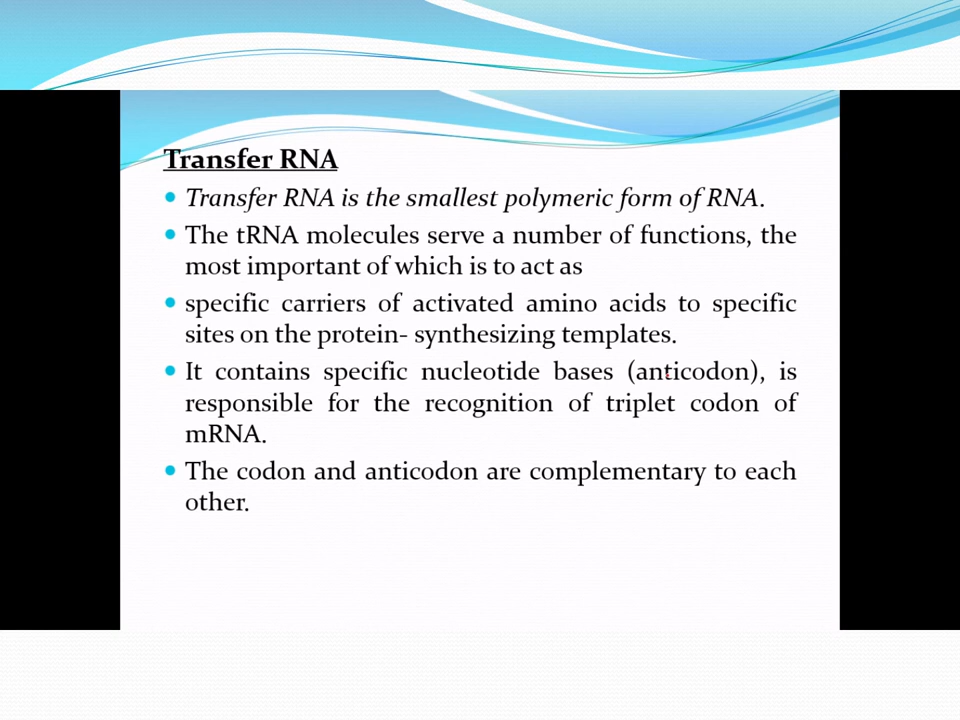 Transfer RNA
• Transfer RNA is the smallest polymeric form of RNA.
• The tRNA molecules serve a number of functions, the
most important of which is to act as
• specific carriers of activated amino acids to specific
sites on the protein- synthesizing templates.
• It contains specific nucleotide bases (anticodon), is
responsible for the recognition of triplet codon of
mRNA.
• The codon and anticodon are complementary to each
other.